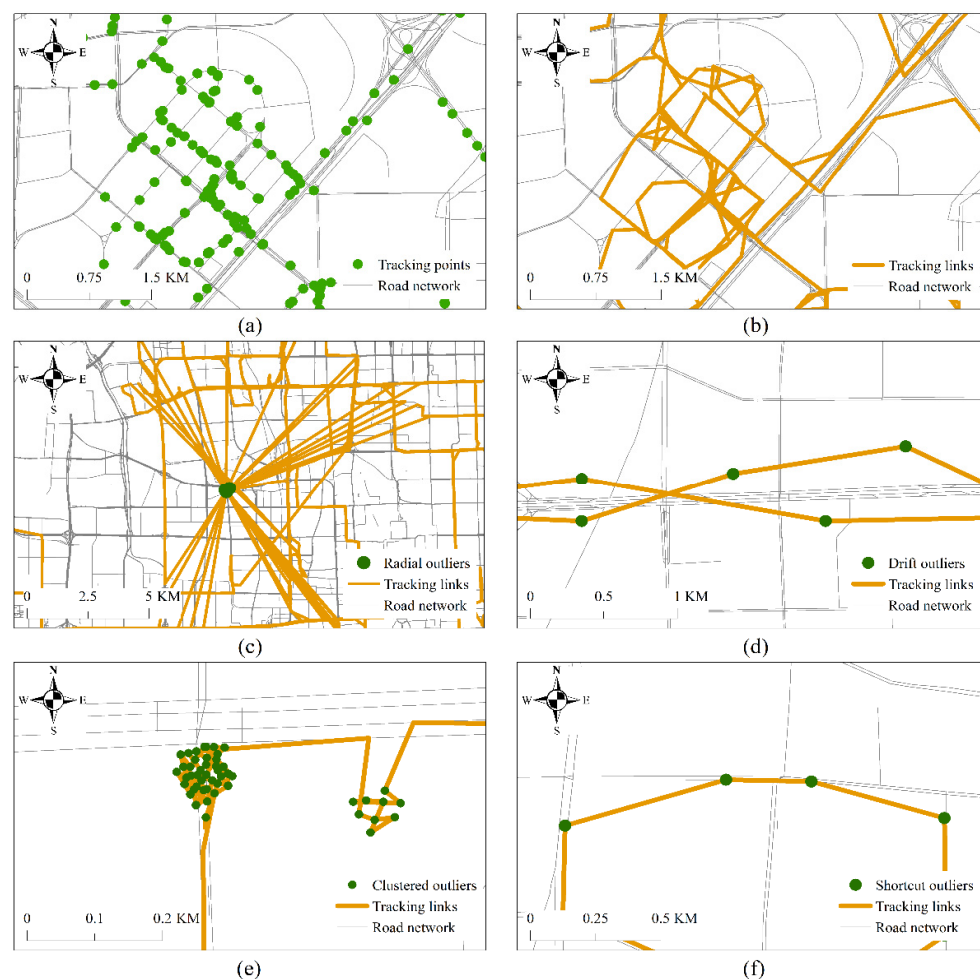 N
W E
S
Tracking points
0 0.75 1.5 KM
Road network
(a)
N
W E
S
Tracking links
0 0.75 1.5 KM
Road network
(b)
N
W E
S
Radial outliers
Tracking links
0 2.5 5 KM
Road network
(c)
N
W E
S
Drift outliers
Tracking links
0 0.5 1 KM
Road network
(d)
N
W E
S
Clustered outliers
Tracking links
0 0.1 0.2 KM
Road network
(e)
N
W E
S
Shortcut outliers
Tracking links
0 0.25 0.5 KM
Road network
(f)